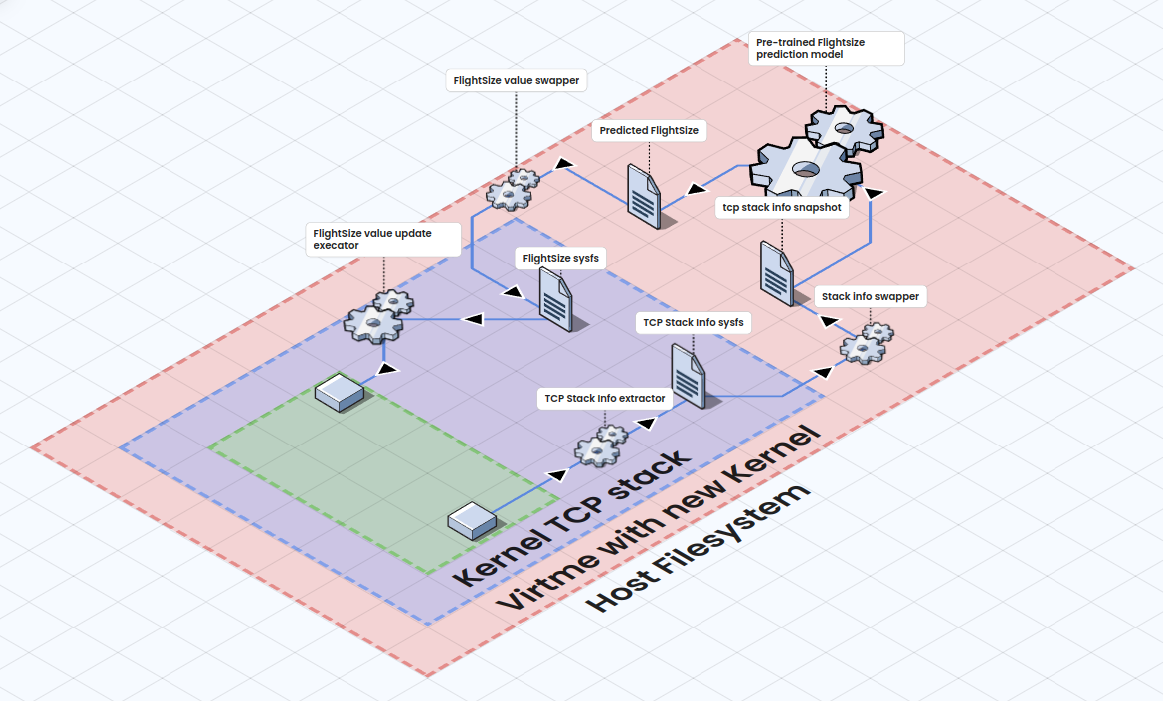 Pre-trained Flightsize
prediction model
FlightSize value swapper
Predicted FlightSize
tcp stack info snapshot
FlightSize value update
execator
FlightSize sysfs
Stack info swapper
TCP Stack Info sysfs
TCP Stack Info extractor
Kernel TCP stack
Virtme with new Kernel
Host Filesystem